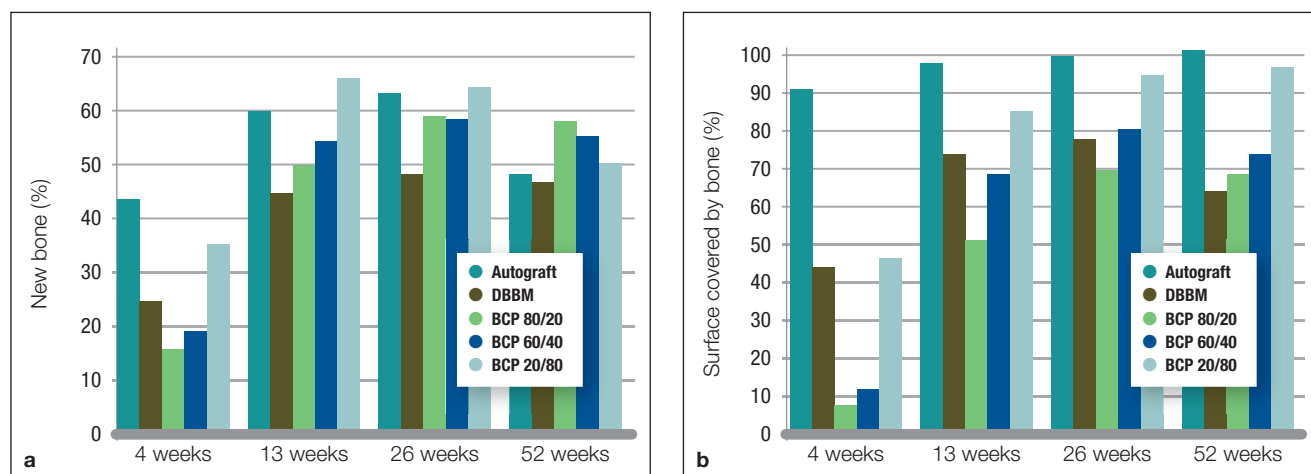 New bone (%)
70
60
50
40
30
20
10
0
Autograft
DBBM
BCP 80/20
BCP 60/40
BCP 20/80
4 weeks 13 weeks 26 weeks 52 weeks
a
Surface covered by bone (%)
100
90
80
70
60
50
40
30
20
10
0
Autograft
DBBM
BCP 80/20
BCP 60/40
BCP 20/80
4 weeks 13 weeks 26 weeks 52 weeks
b